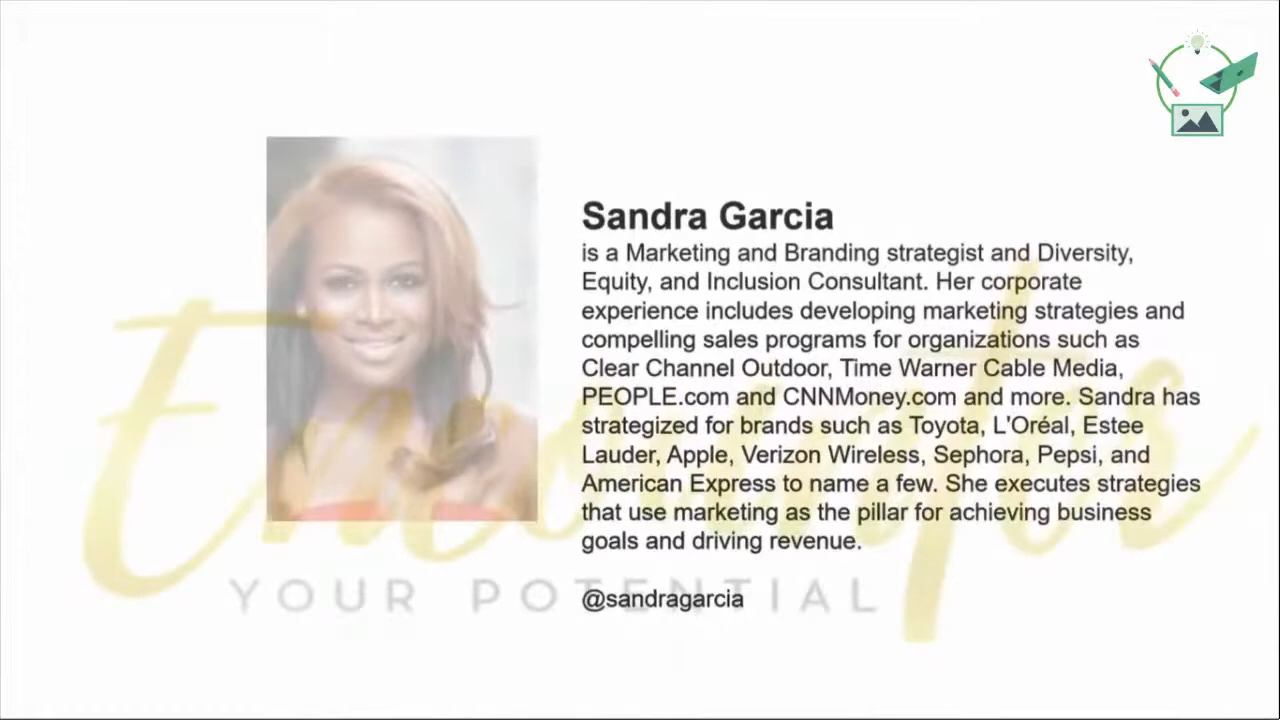 Sandra Garcia
is a Marketing and Branding strategist and Diversity,
Equity, and Inclusion Consultant. Her corporate
experience includes developing marketing strategies and
compelling sales programs for organizations such as
Clear Channel Outdoor, Time Warner Cable Media,
PEOPLE.com and CNNMoney.com and more. Sandra has
strategized for brands such as Toyota, L'Oréal, Estee
Lauder, Apple, Verizon Wireless, Sephora, Pepsi, and
American Express to name a few. She executes strategies
that use marketing as the pillar for achieving business
goals and driving revenue.
@sandragarcia
YOUR POTENTIAL